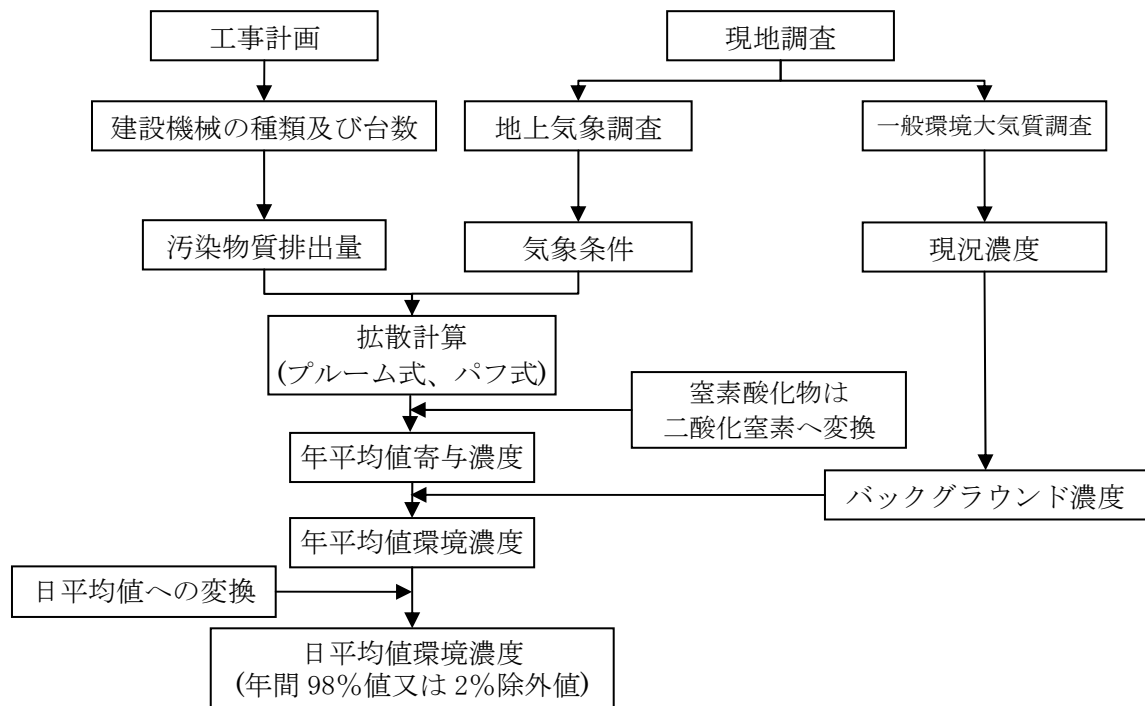 工事計画
現地調査
建設機械の種類及び台数
地上気象調査
一般環境大気質調査
汚染物質排出量
気象条件
現況濃度
拡散計算
(プルーム式、パフ式)
窒素酸化物は
二酸化窒素へ変換
年平均値寄与濃度
バックグラウンド濃度
年平均値環境濃度
日平均値への変換
日平均値環境濃度
(年間 98%値又は 2%除外値)